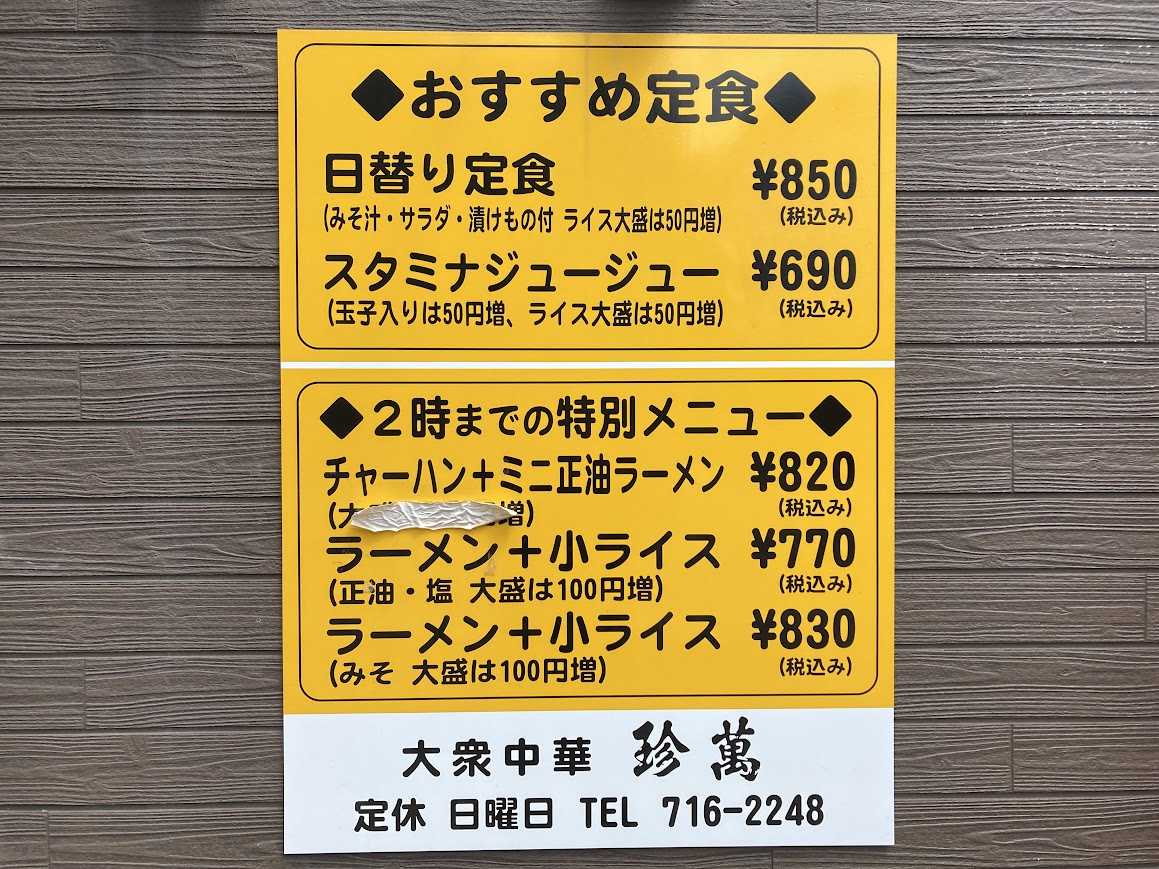 ◆おすすめ定食◆
日替り定食 ¥850
(みそ汁・サラダ・漬けもの付 ライス大盛は50円増) (税込み)
スタミナジュージュー ¥690
(玉子入りは50円増、ライス大盛は50円増) (税込み)
◆2時までの特別メニュー◆
チャーハン+ミニ正油ラーメン ¥820
(大 増) (税込み)
ラーメン+小ライス ¥770
(正油・塩 大盛は100円増) (税込み)
ラーメン+小ライス ¥830
(みそ 大盛は100円増) (税込み)
大衆中華 珍萬
定休 日曜日 TEL 716-2248